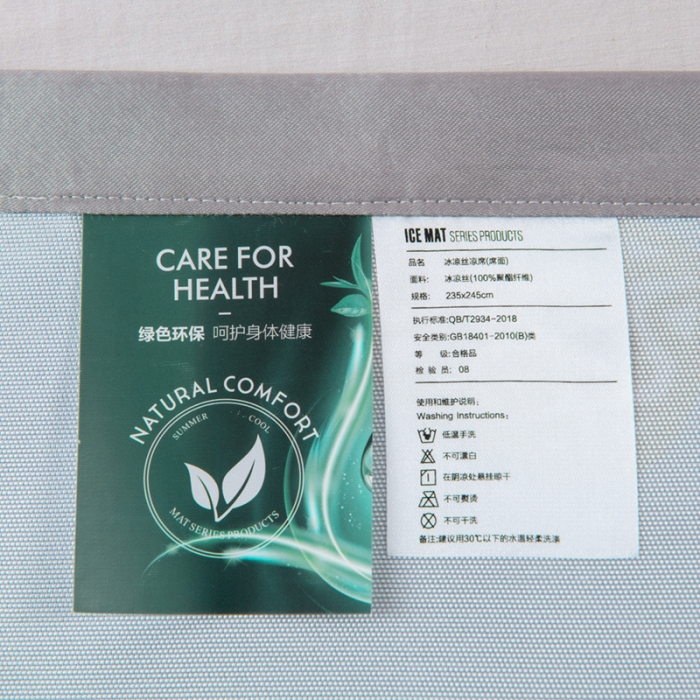 CARE FOR
HEALTH
绿色环保 呵护身体健康
NATURAL COMFORT
SUMMER COOL
MAT SERIES PRODUCTS
ICE MAT SERIES PRODUCTS
品名 冰凉丝凉席(席面)
面料: 冰凉丝(100%聚酯纤维)
规格: 235x245cm
执行标准:QB/T2934-2018
安全类别:GB18401-2010(B)类
等 级:合格品
检 验 员: 08
使用和维护说明:
Washing Instructions:
低温手洗
不可漂白
在阴凉处悬挂晾干
不可熨烫
不可干洗
备注:建议用30℃以下的水温轻柔洗涤